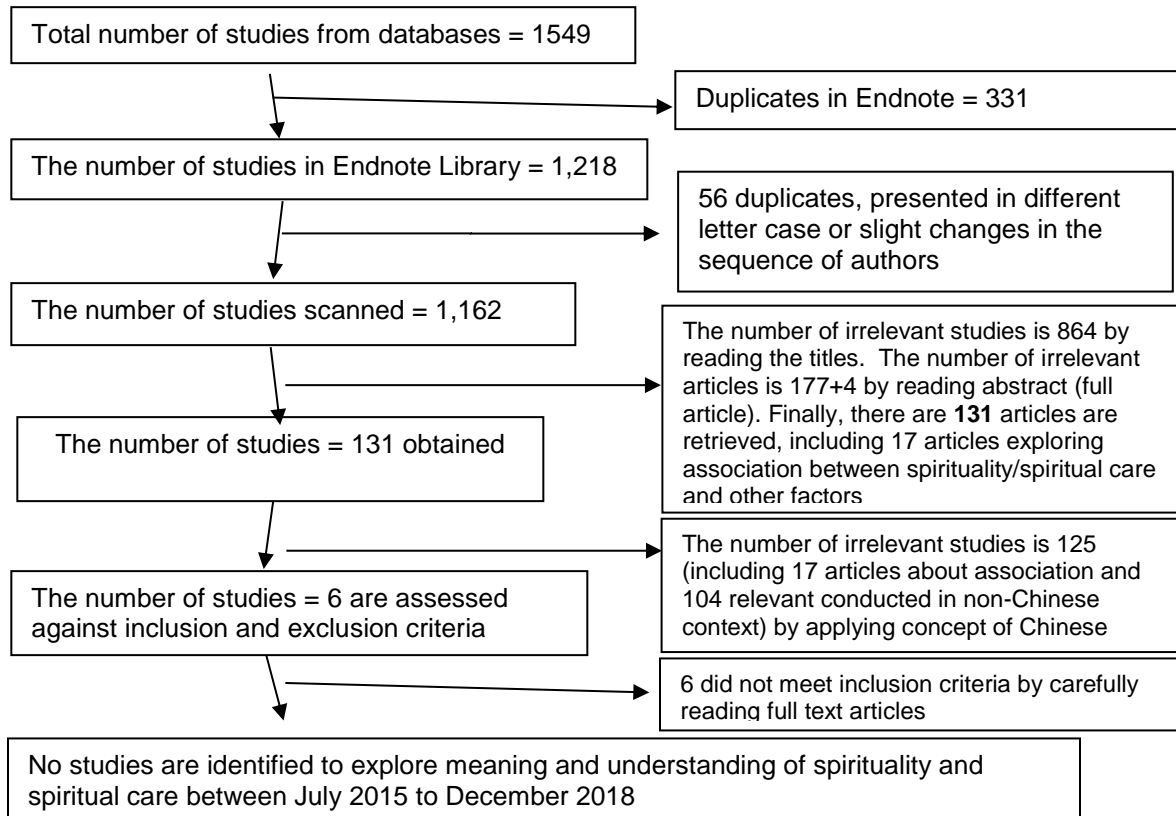 Total number of studies from databases = 1549
Duplicates in Endnote = 331
The number of studies in Endnote Library = 1,218
56 duplicates, presented in different
letter case or slight changes in the
sequence of authors
The number of studies scanned = 1,162
The number of irrelevant studies is 864 by
reading the titles.  The number of irrelevant
articles is 177+4 by reading abstract (full
article). Finally, there are 131 articles are
retrieved, including 17 articles exploring
association between spirituality/spiritual care
and other factors
The number of studies = 131 obtained
The number of irrelevant studies is 125
(including 17 articles about association and
104 relevant conducted in non-Chinese
context) by applying concept of Chinese
The number of studies = 6 are assessed
against inclusion and exclusion criteria
6 did not meet inclusion criteria by carefully
reading full text articles
No studies are identified to explore meaning and understanding of spirituality and
spiritual care between July 2015 to December 2018